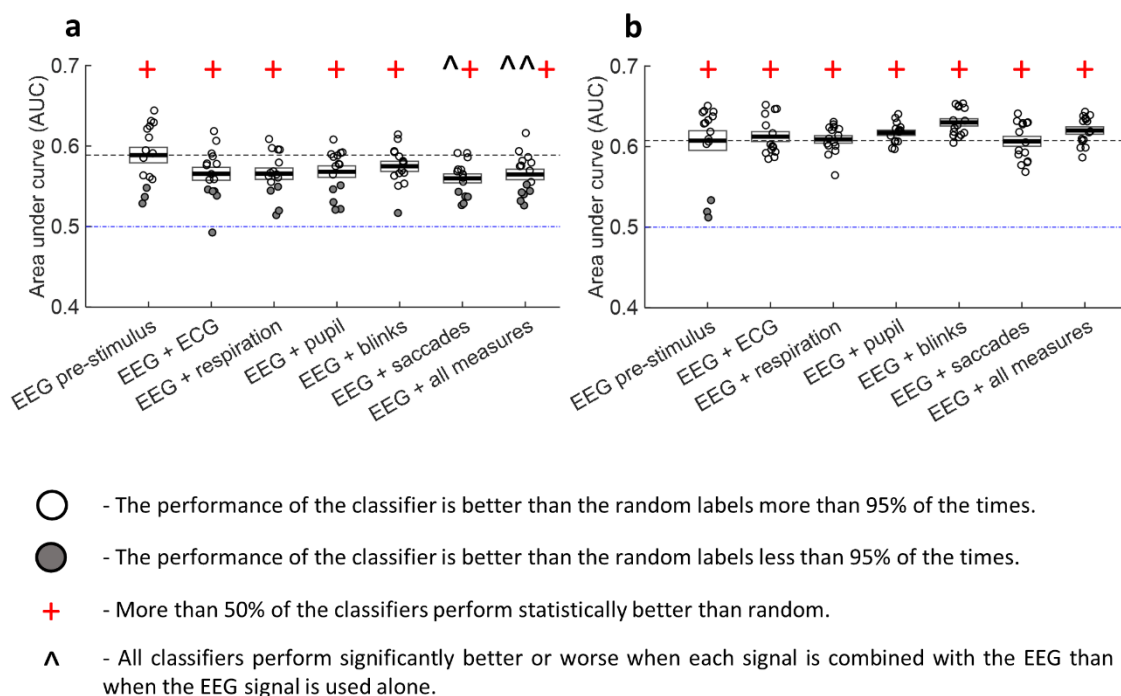 a
b
^ + ^^ +
+ + + + +
+ + + + + + +
Area under curve (AUC)
0.7
0.6
0.5
0.4
EEG pre-stimulus
EEG + ECG
EEG + respiration
EEG + pupil
EEG + blinks
EEG + saccades
EEG + all measures
Area under curve (AUC)
0.7
0.6
0.5
0.4
EEG pre-stimulus
EEG + ECG
EEG + respiration
EEG + pupil
EEG + blinks
EEG + saccades
EEG + all measures
- The performance of the classifier is better than the random labels more than 95% of the times.
- The performance of the classifier is better than the random labels less than 95% of the times.
+ - More than 50% of the classifiers perform statistically better than random.
^ - All classifiers perform significantly better or worse when each signal is combined with the EEG than
when the EEG signal is used alone.